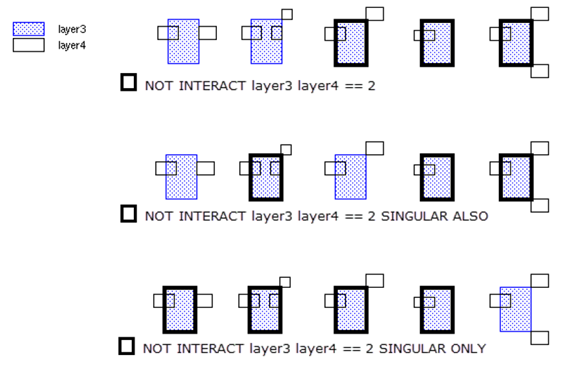 layer3
layer4
NOT INTERACT layer3 layer4 == 2
NOT INTERACT layer3 layer4 == 2 SINGULAR ALSO
NOT INTERACT layer3 layer4 == 2 SINGULAR ONLY